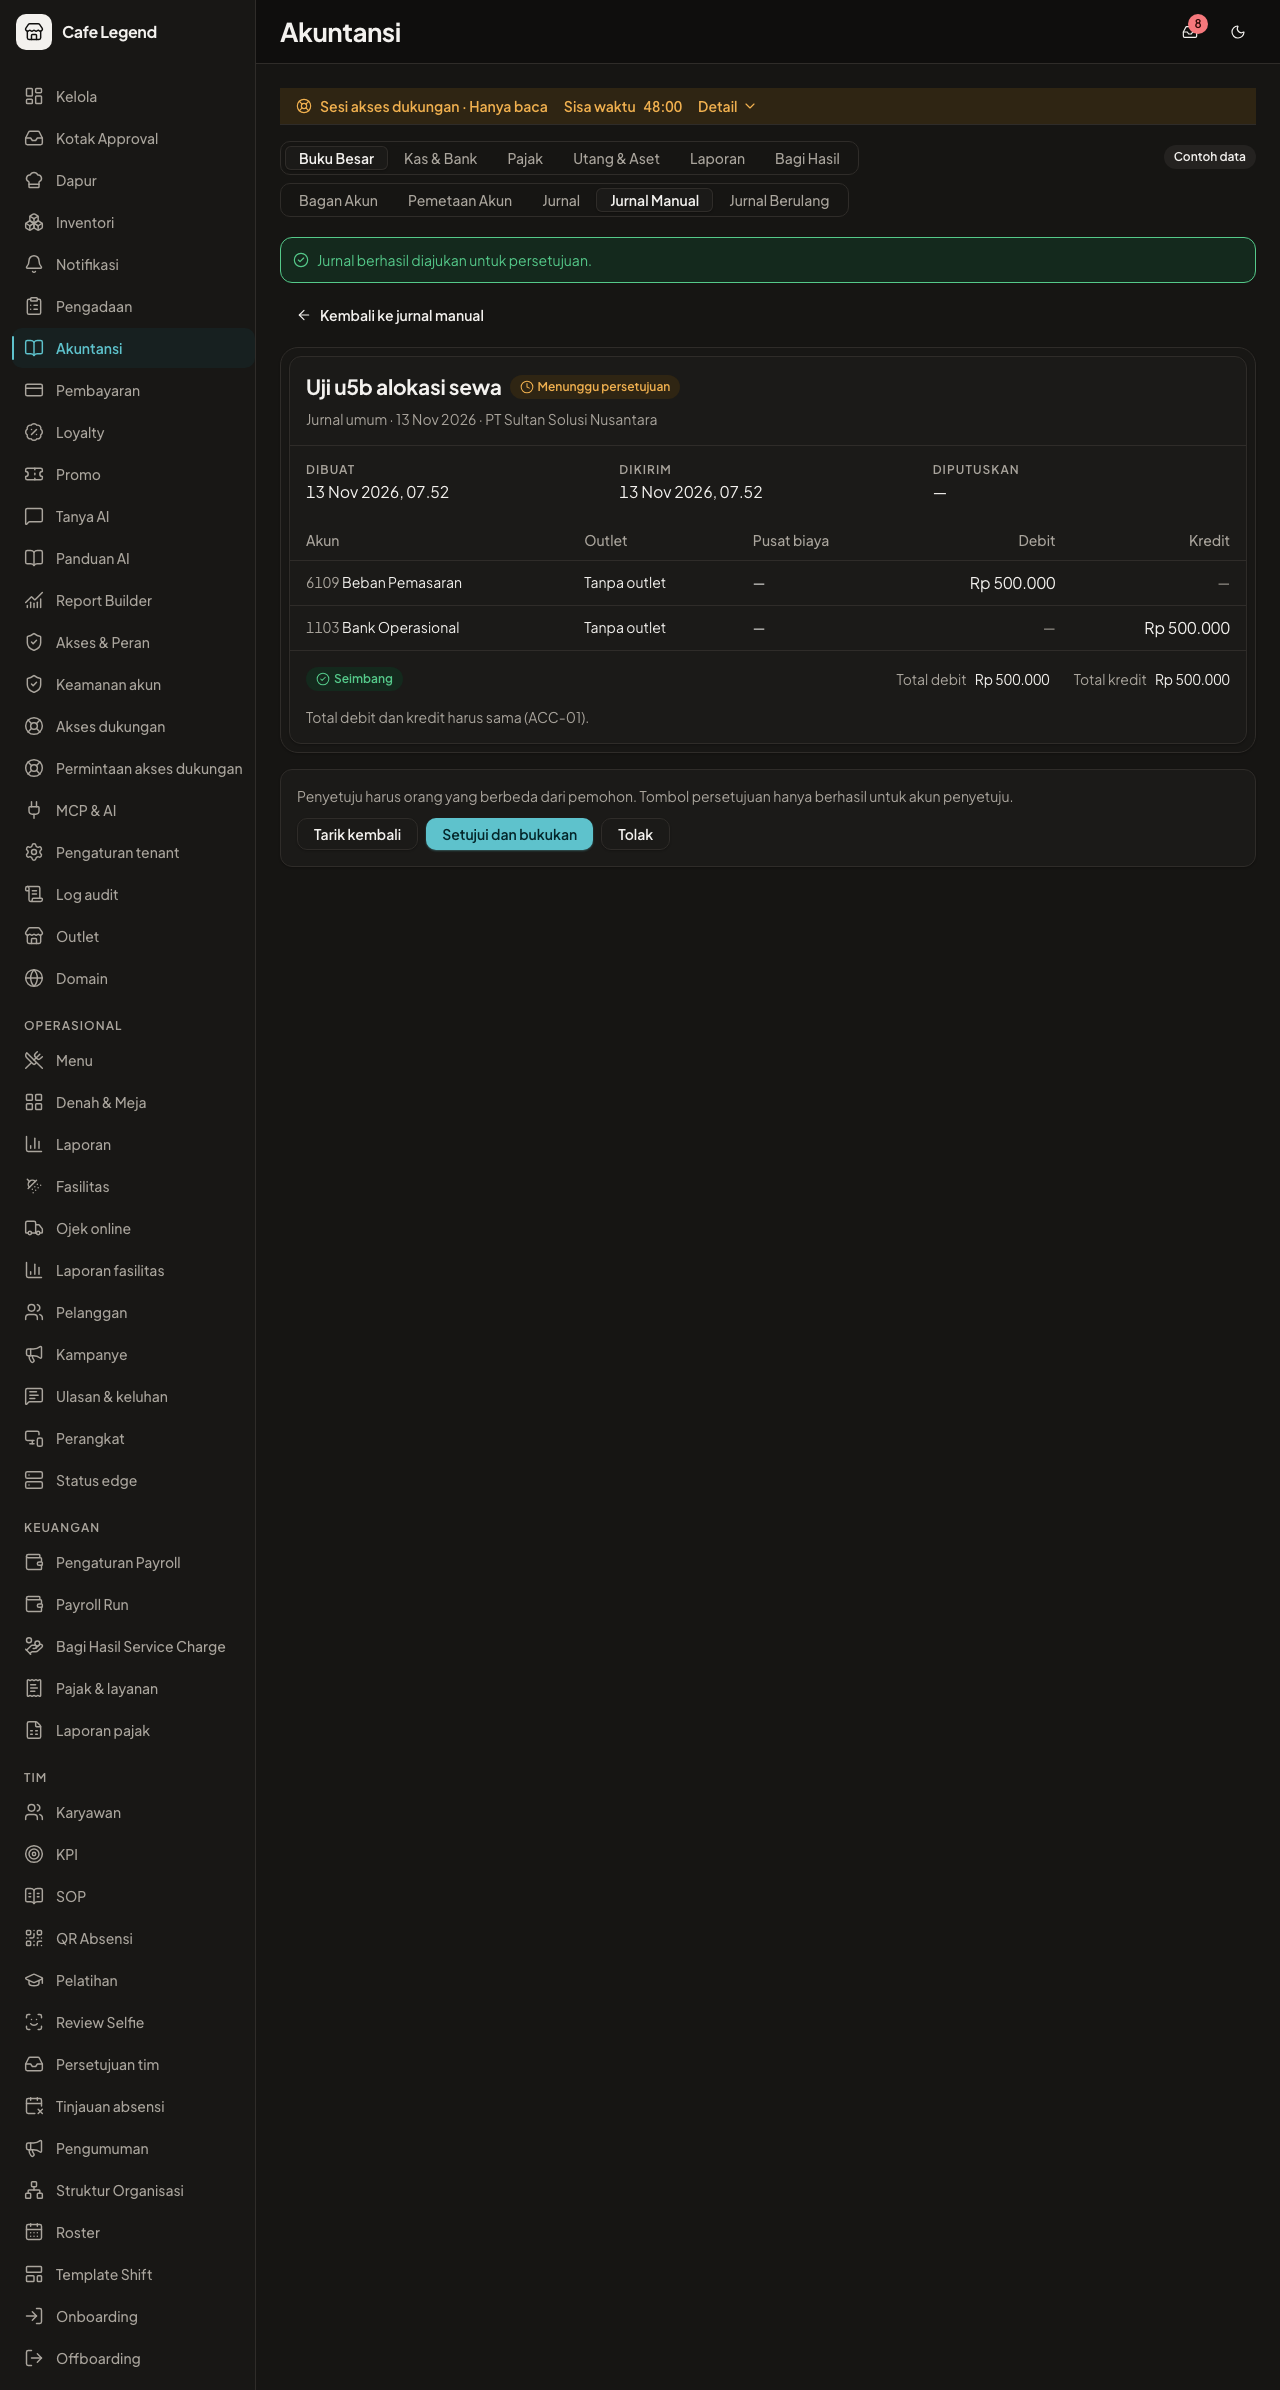 Cafe Legend
Kelola
Kotak Approval
Dapur
Inventori
Notifikasi
Pengadaan
Akuntansi
Pembayaran
Loyalty
Promo
Tanya AI
Panduan AI
Report Builder
Akses & Peran
Keamanan akun
Akses dukungan
Permintaan akses dukungan
MCP & AI
Pengaturan tenant
Log audit
Outlet
Domain
OPERASIONAL
Menu
Denah & Meja
Laporan
Fasilitas
Ojek online
Laporan fasilitas
Pelanggan
Kampanye
Ulasan & keluhan
Perangkat
Status edge
KEUANGAN
Pengaturan Payroll
Payroll Run
Bagi Hasil Service Charge
Pajak & layanan
Laporan pajak
TIM
Karyawan
KPI
SOP
QR Absensi
Pelatihan
Review Selfie
Persetujuan tim
Tinjauan absensi
Pengumuman
Struktur Organisasi
Roster
Template Shift
Onboarding
Offboarding
Akuntansi
8
Sesi akses dukungan · Hanya baca Sisa waktu 48:00 Detail
Buku Besar Kas & Bank Pajak Utang & Aset Laporan Bagi Hasil
Contoh data
Bagan Akun Pemetaan Akun Jurnal Jurnal Manual Jurnal Berulang
Jurnal berhasil diajukan untuk persetujuan.
Kembali ke jurnal manual
Uji u5b alokasi sewa Menunggu persetujuan
Jurnal umum · 13 Nov 2026 · PT Sultan Solusi Nusantara
DIBUAT DIKIRIM DIPUTUSKAN
13 Nov 2026, 07.52 13 Nov 2026, 07.52 —
Akun Outlet Pusat biaya Debit Kredit
6109 Beban Pemasaran Tanpa outlet — Rp 500.000 —
1103 Bank Operasional Tanpa outlet — — Rp 500.000
Seimbang Total debit Rp 500.000 Total kredit Rp 500.000
Total debit dan kredit harus sama (ACC-01).
Penyetuju harus orang yang berbeda dari pemohon. Tombol persetujuan hanya berhasil untuk akun penyetuju.
Tarik kembali Setujui dan bukukan Tolak